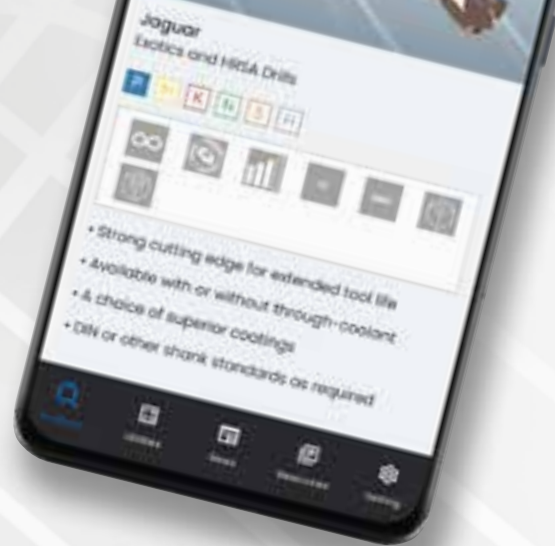 Jaguar
Exotics and HRSA Drills
P M K N S H
• Strong cutting edge for extended tool life
• Available with or without through-coolant
• A choice of superior coatings
• DIN or other shank standards as required